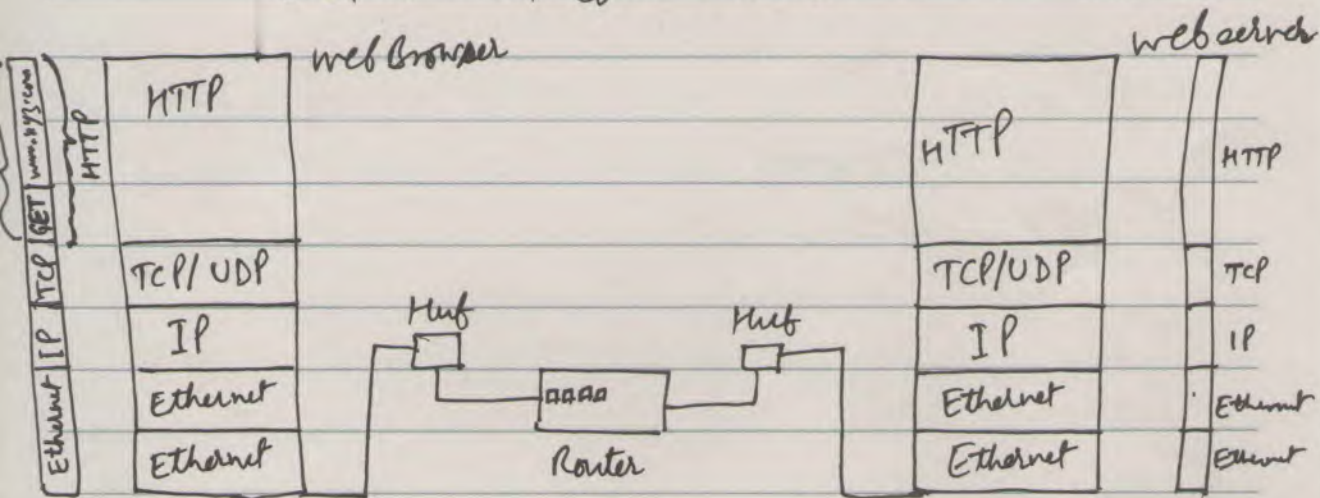 web Browser
web server
www.xyz.com
GET
TCP
IP
Ethernet
HTTP
HTTP
TCP/UDP
IP
Ethernet
Ethernet
Hub
Router
Hub
HTTP
TCP/UDP
IP
Ethernet
Ethernet
HTTP
TCP
IP
Ethernet
Ethernet